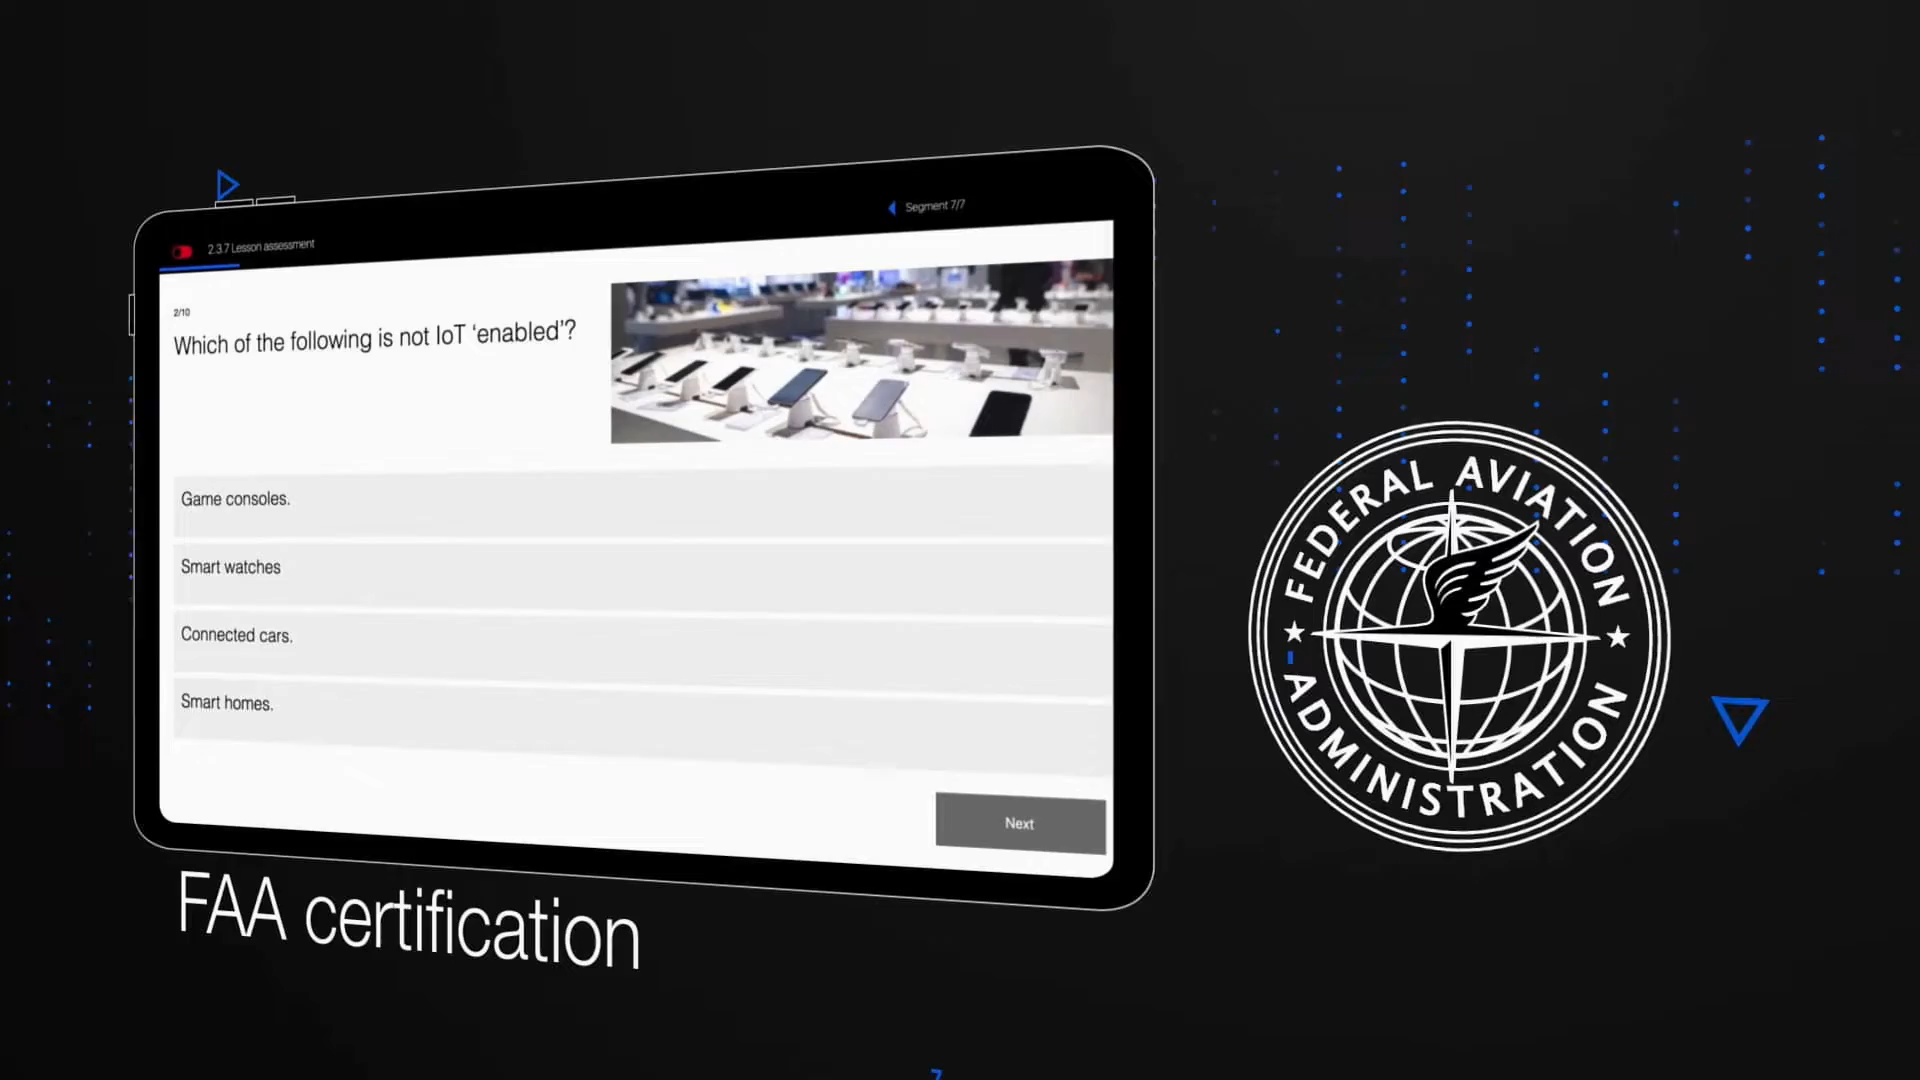 Segment 7/7
2.3.7 Lesson assessment
2/10
Which of the following is not IoT ‘enabled’?
Game consoles.
Smart watches
Connected cars.
Smart homes.
Next
FAA certification
FEDERAL AVIATION
ADMINISTRATION